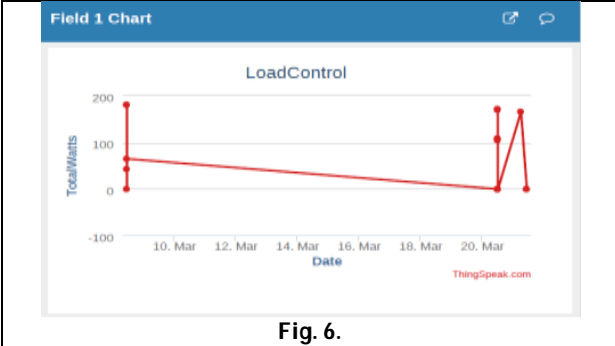 Field 1 Chart
LoadControl
200
100
0
-100
TotalWatts
10. Mar 12. Mar 14. Mar 16. Mar 18. Mar 20. Mar
Date
ThingSpeak.com
Fig. 6.